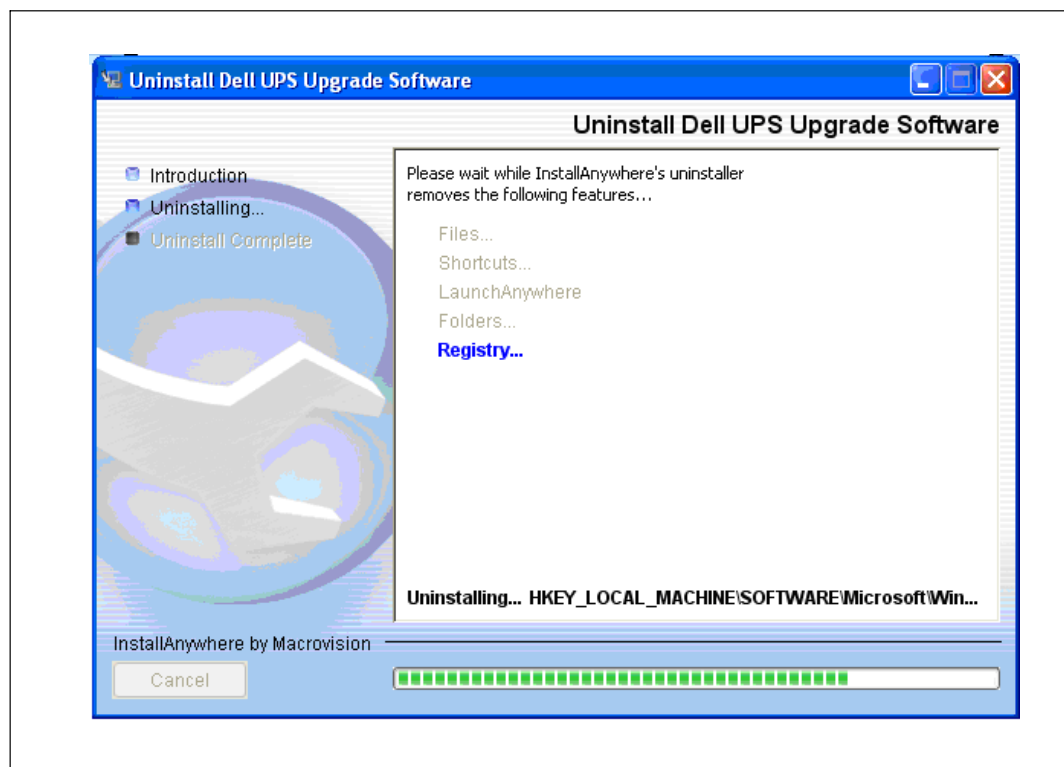 Uninstall Dell UPS Upgrade Software
Uninstall Dell UPS Upgrade Software
Introduction
Uninstalling...
Uninstall Complete
Please wait while InstallAnywhere's uninstaller
removes the following features...
Files...
Shortcuts...
LaunchAnywhere
Folders...
Registry...
Uninstalling... HKEY_LOCAL_MACHINE\SOFTWARE\Microsoft\Win...
InstallAnywhere by Macrovision
Cancel